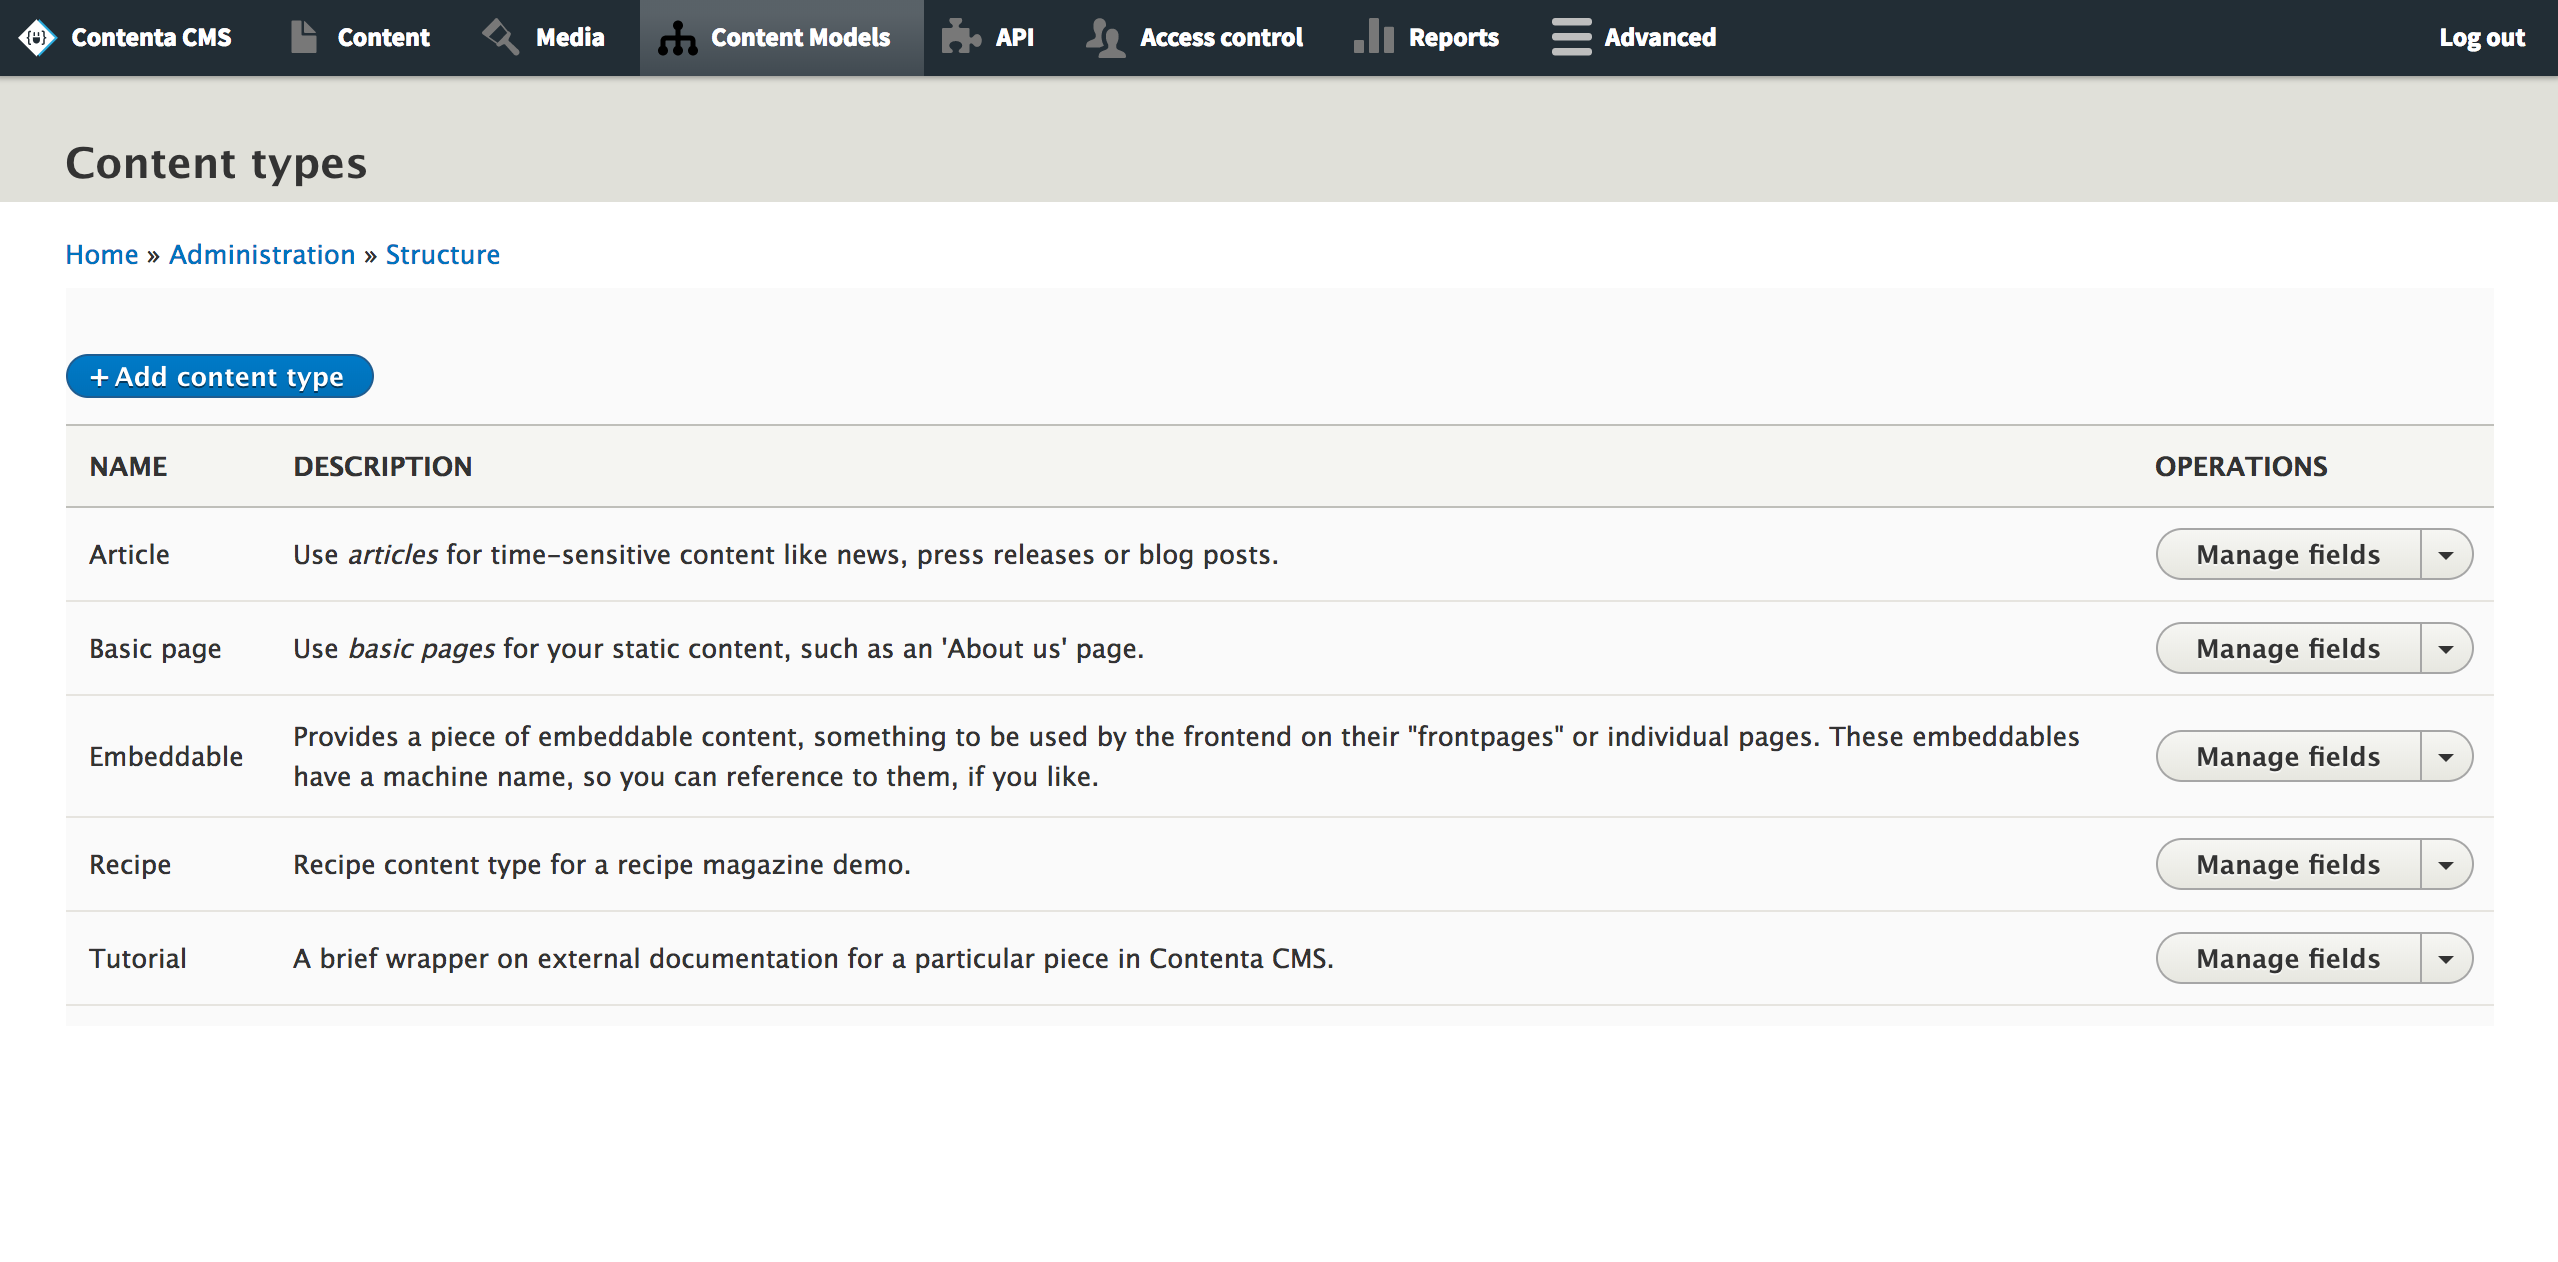 Contenta CMS Content Media Content Models API Access control Reports Advanced Log out
Content types
Home » Administration » Structure
+ Add content type
NAME DESCRIPTION OPERATIONS
Article Use articles for time-sensitive content like news, press releases or blog posts. Manage fields
Basic page Use basic pages for your static content, such as an 'About us' page. Manage fields
Embeddable Provides a piece of embeddable content, something to be used by the frontend on their "frontpages" or individual pages. These embeddables
have a machine name, so you can reference to them, if you like. Manage fields
Recipe Recipe content type for a recipe magazine demo. Manage fields
Tutorial A brief wrapper on external documentation for a particular piece in Contenta CMS. Manage fields